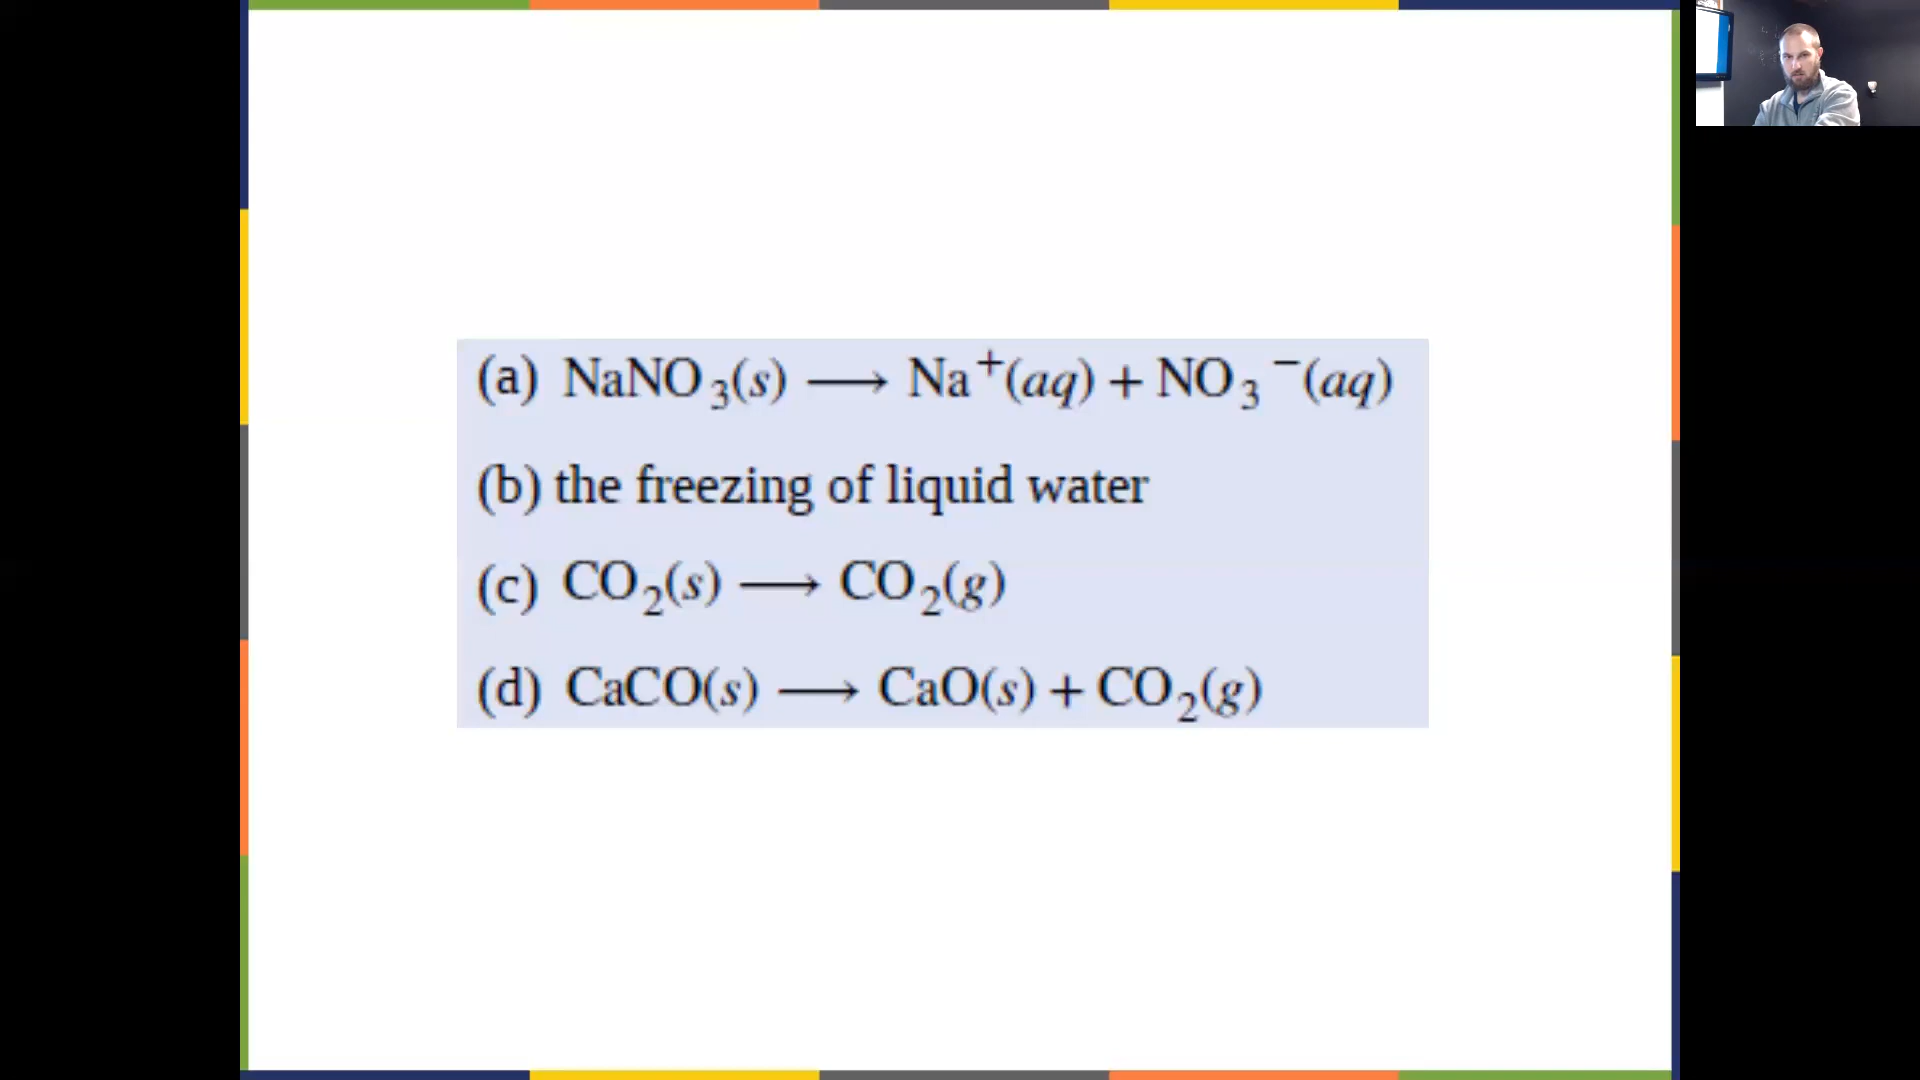 (a) NaNO₃(s) ⟶ Na⁺(aq) + NO₃⁻(aq)
(b) the freezing of liquid water
(c) CO₂(s) ⟶ CO₂(g)
(d) CaCO(s) ⟶ CaO(s) + CO₂(g)